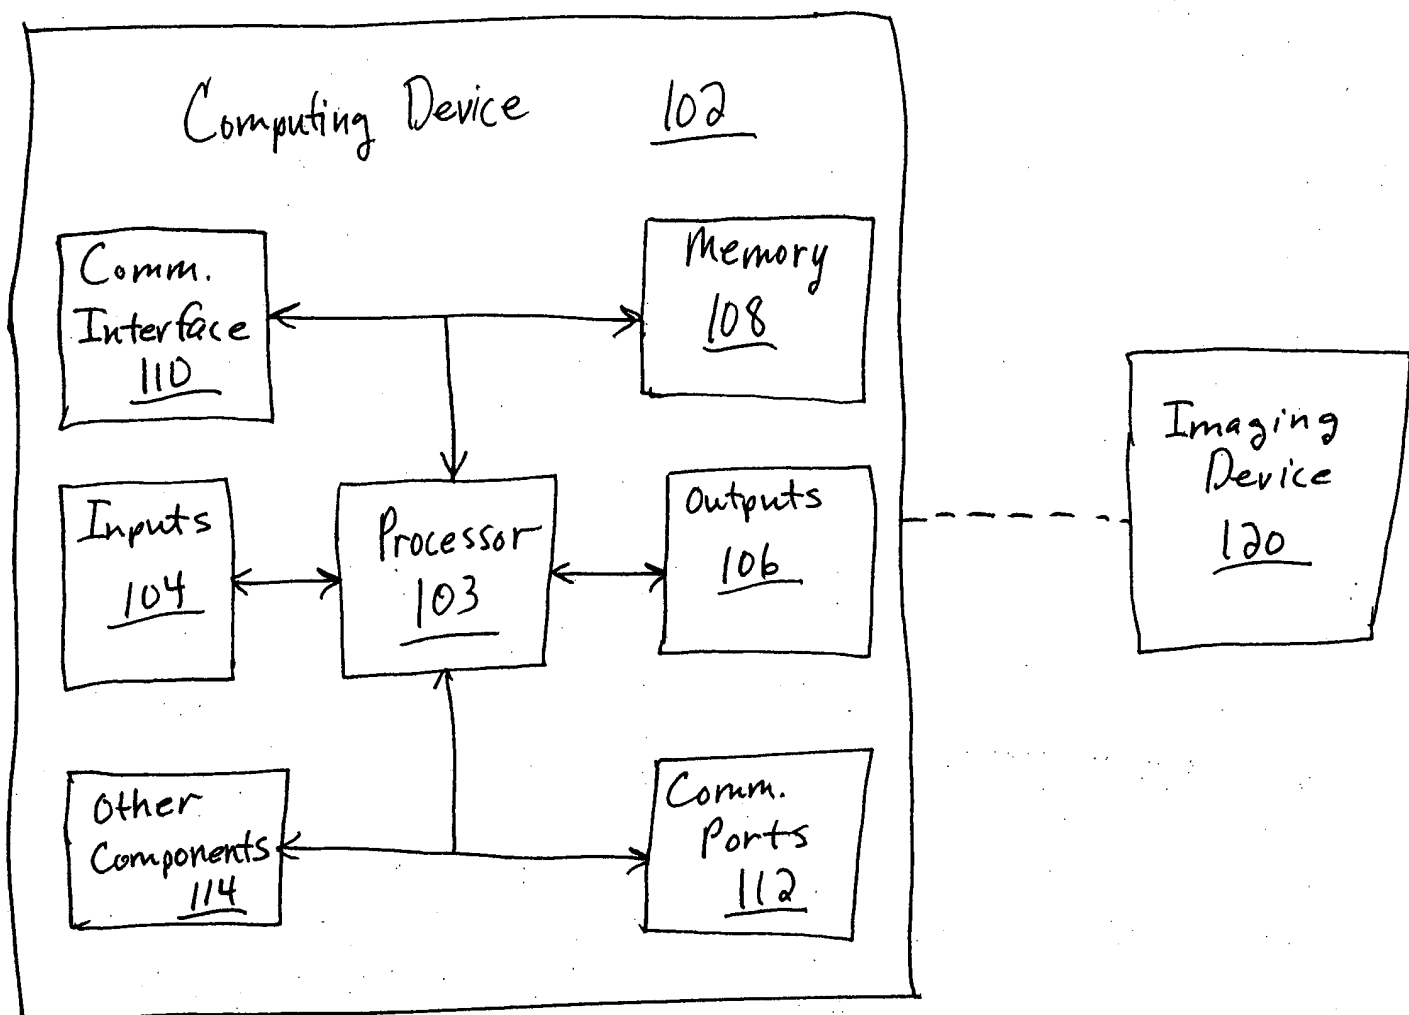 Computing Device 102
Comm.
Interface
110
Memory
108
Inputs
104
Processor
103
Outputs
106
Other
Components
114
Comm.
Ports
112
Imaging
Device
120